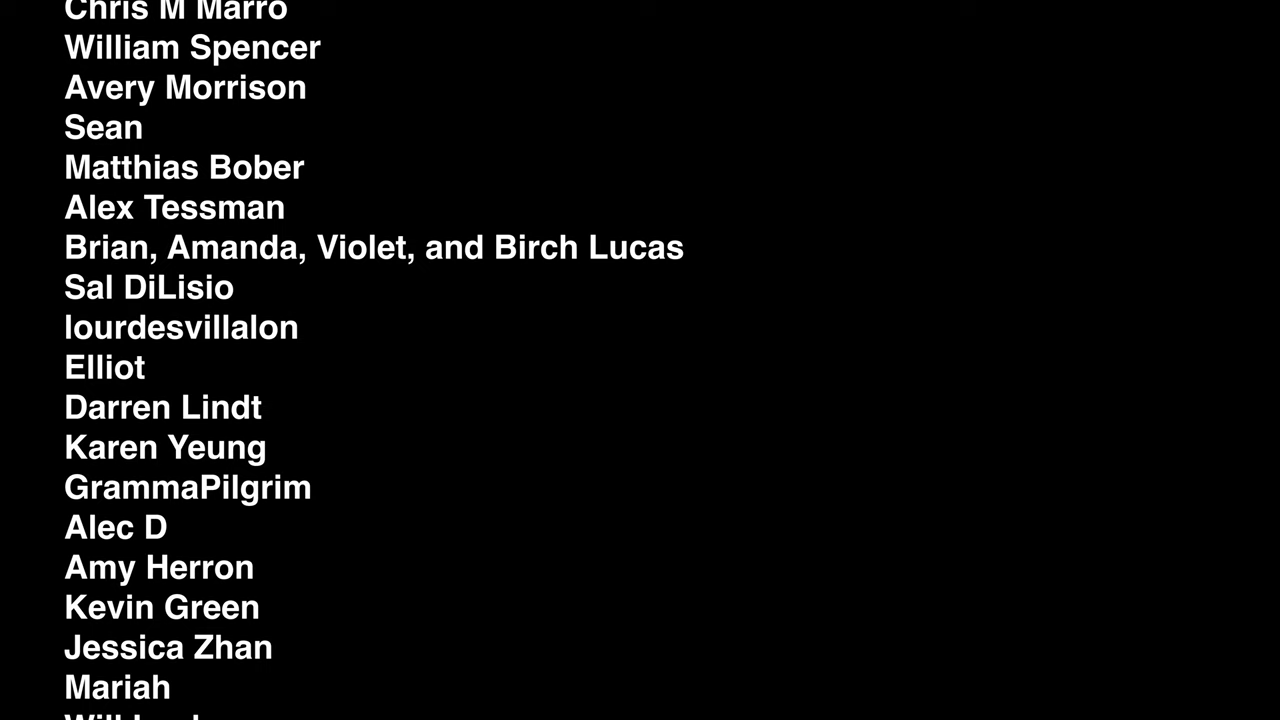 Chris M Marro
William Spencer
Avery Morrison
Sean
Matthias Bober
Alex Tessman
Brian, Amanda, Violet, and Birch Lucas
Sal DiLisio
lourdesvillalon
Elliot
Darren Lindt
Karen Yeung
GrammaPilgrim
Alec D
Amy Herron
Kevin Green
Jessica Zhan
Mariah